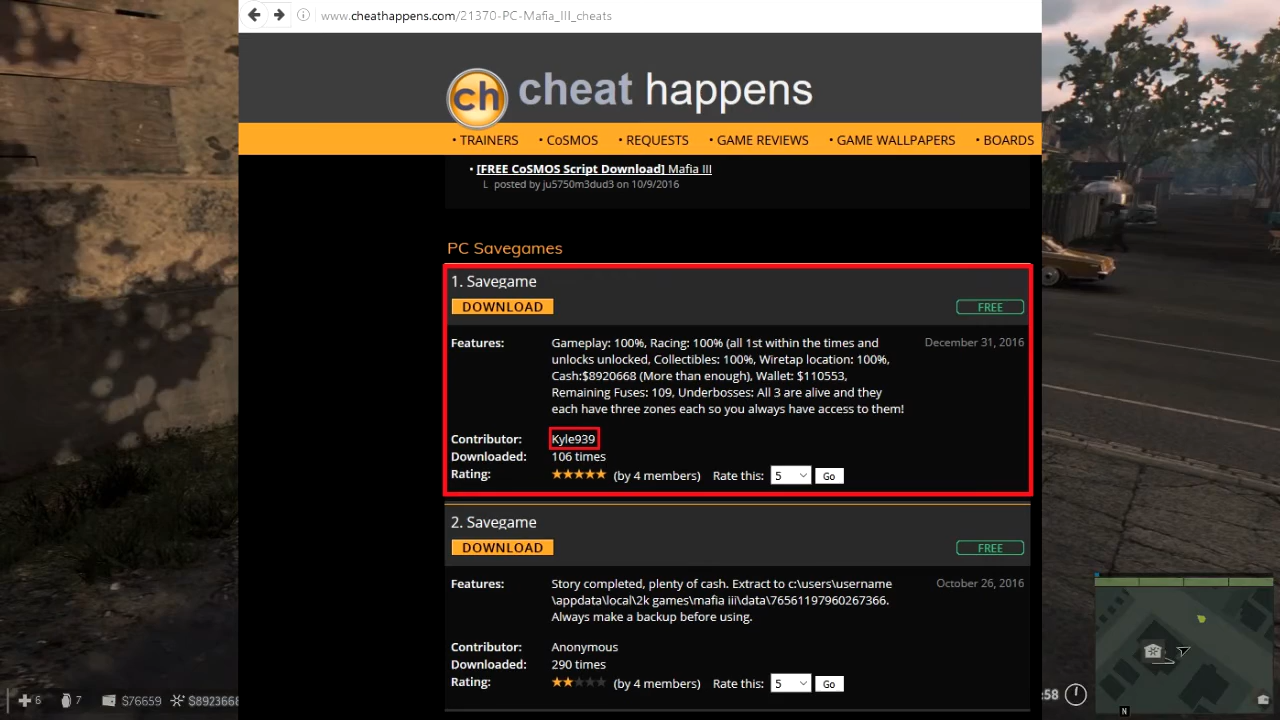 www.cheathappens.com/21370-PC-Mafia_III_cheats
ch cheat happens
• TRAINERS • CoSMOS • REQUESTS • GAME REVIEWS • GAME WALLPAPERS • BOARDS
• [FREE CoSMOS Script Download] Mafia III
L posted by ju5750m3dud3 on 10/9/2016
PC Savegames
1. Savegame
DOWNLOAD FREE
Features: Gameplay: 100%, Racing: 100% (all 1st within the times and December 31, 2016
unlocks unlocked, Collectibles: 100%, Wiretap location: 100%,
Cash:$8920668 (More than enough), Wallet: $110553,
Remaining Fuses: 109, Underbosses: All 3 are alive and they
each have three zones each so you always have access to them!
Contributor: Kyle939
Downloaded: 106 times
Rating: (by 4 members) Rate this: 5 Go
2. Savegame
DOWNLOAD FREE
Features: Story completed, plenty of cash. Extract to c:\users\username October 26, 2016
\appdata\local\2k games\mafia iii\data\76561197960267366.
Always make a backup before using.
Contributor: Anonymous
Downloaded: 290 times
Rating: (by 4 members) Rate this: 5 Go
6 7 $76659 $8923668 :58
N